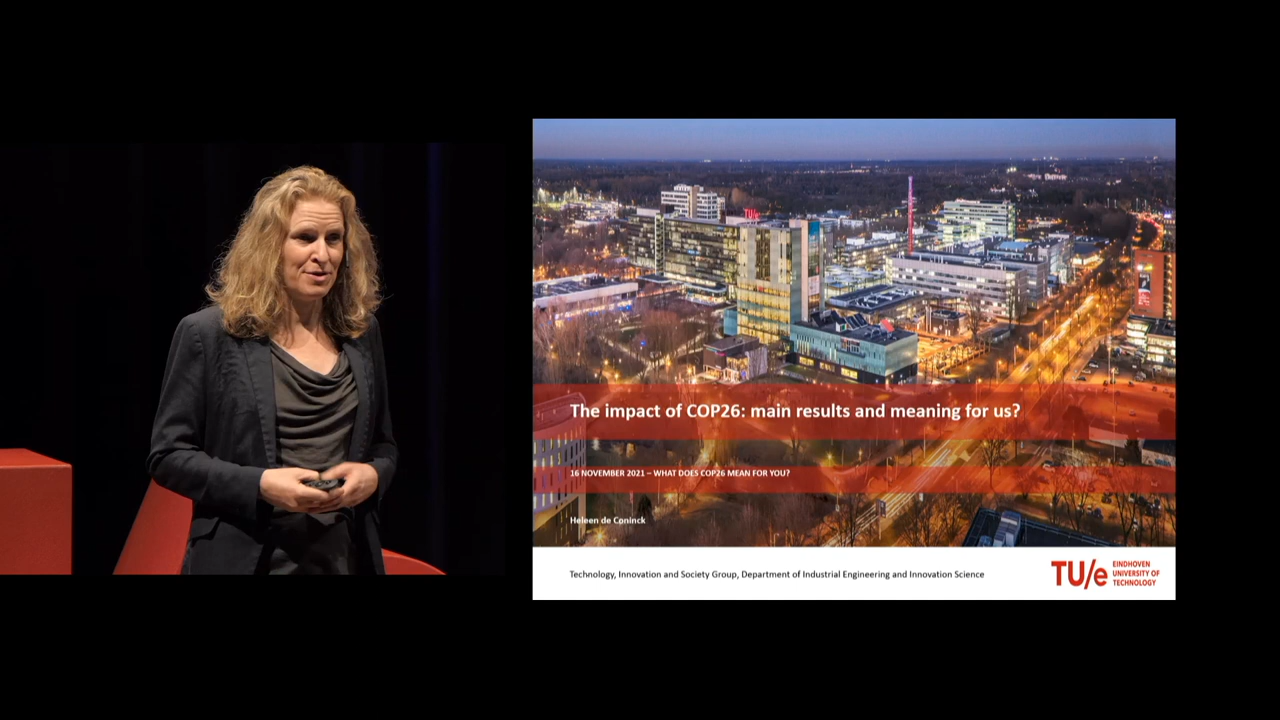 TU/e
The impact of COP26: main results and meaning for us?
16 NOVEMBER 2021 – WHAT DOES COP26 MEAN FOR YOU?
Heleen de Coninck
Technology, Innovation and Society Group, Department of Industrial Engineering and Innovation Science
TU/e
EINDHOVEN
UNIVERSITY OF
TECHNOLOGY